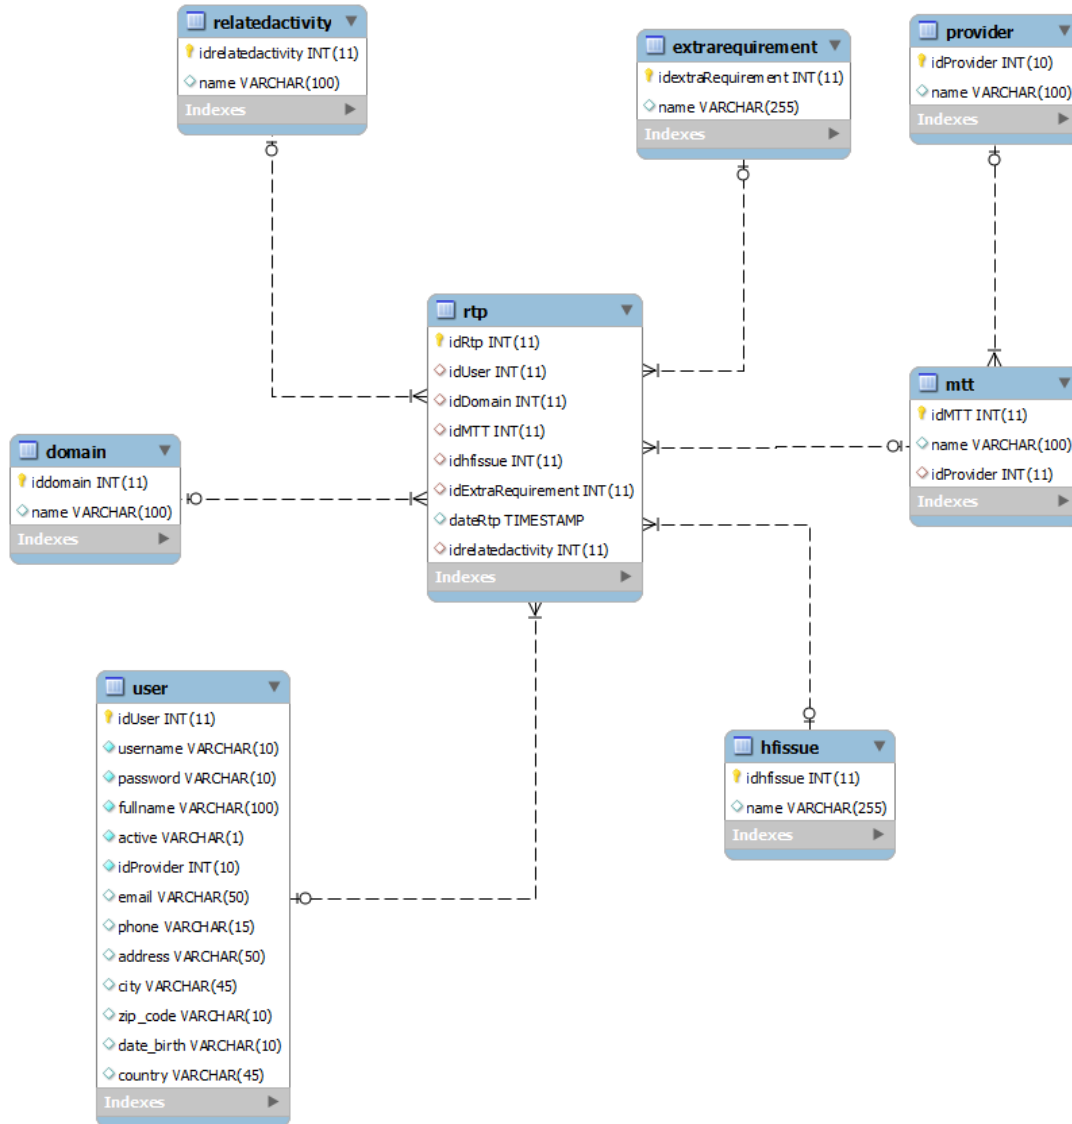 relatedactivity
idrelatedactivity INT(11)
name VARCHAR(100)
Indexes
extrarequirement
idextraRequirement INT(11)
name VARCHAR(255)
Indexes
provider
idProvider INT(10)
name VARCHAR(100)
Indexes
rtp
idRtp INT(11)
idUser INT(11)
idDomain INT(11)
idMTT INT(11)
idhfissue INT(11)
idExtraRequirement INT(11)
dateRtp TIMESTAMP
idrelatedactivity INT(11)
Indexes
mtt
idMTT INT(11)
name VARCHAR(100)
idProvider INT(11)
Indexes
domain
iddomain INT(11)
name VARCHAR(100)
Indexes
user
idUser INT(11)
username VARCHAR(10)
password VARCHAR(10)
fullname VARCHAR(100)
active VARCHAR(1)
idProvider INT(10)
email VARCHAR(50)
phone VARCHAR(15)
address VARCHAR(50)
city VARCHAR(45)
zip_code VARCHAR(10)
date_birth VARCHAR(10)
country VARCHAR(45)
Indexes
hfissue
idhfissue INT(11)
name VARCHAR(255)
Indexes